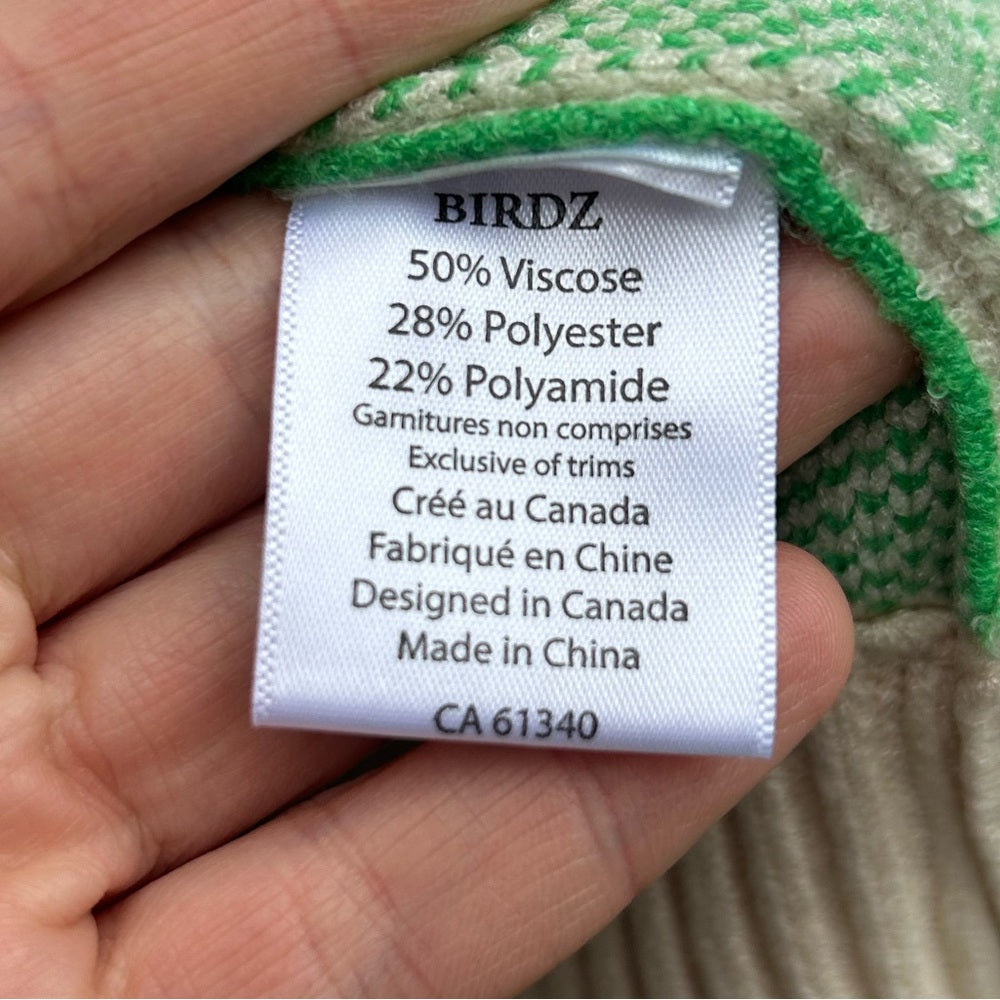 BIRDZ
50% Viscose
28% Polyester
22% Polyamide
Garnitures non comprises
Exclusive of trims
Créé au Canada
Fabriqué en Chine
Designed in Canada
Made in China
CA 61340